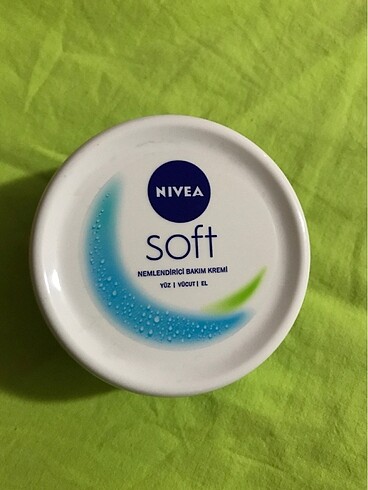 NIVEA
soft
NEMLENDİRİCİ BAKIM KREMİ
YÜZ | VÜCUT | EL